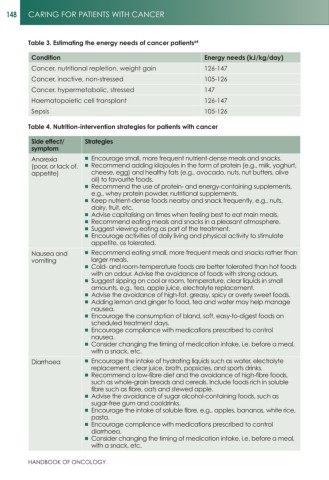 148 CARING FOR PATIENTS WITH CANCER
Table 3. Estimating the energy needs of cancer patients⁴⁴
Condition Energy needs (kJ/kg/day)
Cancer, nutritional repletion, weight gain 126-147
Cancer, inactive, non-stressed 105-126
Cancer, hypermetabolic, stressed 147
Haematopoietic cell transplant 126-147
Sepsis 105-126
Table 4. Nutrition-intervention strategies for patients with cancer
Side effect/ Strategies
symptom
Anorexia ■ Encourage small, more frequent nutrient-dense meals and snacks.
(poor, or lack of, ■ Recommend adding kilojoules in the form of protein (e.g., milk, yoghurt,
appetite) cheese, egg) and healthy fats (e.g., avocado, nuts, nut butters, olive
oil) to favourite foods.
■ Recommend the use of protein- and energy-containing supplements,
e.g., whey protein powder, nutritional supplements.
■ Keep nutrient-dense foods nearby and snack frequently, e.g., nuts,
dairy, fruit, etc.
■ Advise capitalising on times when feeling best to eat main meals.
■ Recommend eating meals and snacks in a pleasant atmosphere.
■ Suggest viewing eating as part of the treatment.
■ Encourage activities of daily living and physical activity to stimulate
appetite, as tolerated.
Nausea and ■ Recommend eating small, more frequent meals and snacks rather than
vomiting larger meals.
■ Cold- and room-temperature foods are better tolerated than hot foods
with an odour. Advise the avoidance of foods with strong odours.
■ Suggest sipping on cool or room, temperature, clear liquids in small
amounts, e.g., tea, apple juice, electrolyte replacement.
■ Advise the avoidance of high-fat, greasy, spicy or overly sweet foods.
■ Adding lemon and ginger to food, tea and water may help manage
nausea.
■ Encourage the consumption of bland, soft, easy-to-digest foods on
scheduled treatment days.
■ Encourage compliance with medications prescribed to control
nausea.
■ Consider changing the timing of medication intake, i.e. before a meal,
with a snack, etc.
Diarrhoea ■ Encourage the intake of hydrating liquids such as water, electrolyte
replacement, clear juice, broth, popsicles, and sports drinks.
■ Recommend a low-fibre diet and the avoidance of high-fibre foods,
such as whole-grain breads and cereals. Include foods rich in soluble
fibre such as fibre, oats and stewed apple.
■ Advise the avoidance of sugar alcohol-containing foods, such as
sugar-free gum and cooldrinks.
■ Encourage the intake of soluble fibre, e.g., apples, bananas, white rice,
pasta.
■ Encourage compliance with medications prescribed to control
diarrhoea.
■ Consider changing the timing of medication intake, i.e. before a meal,
with a snack, etc.
HANDBOOK OF ONCOLOGY